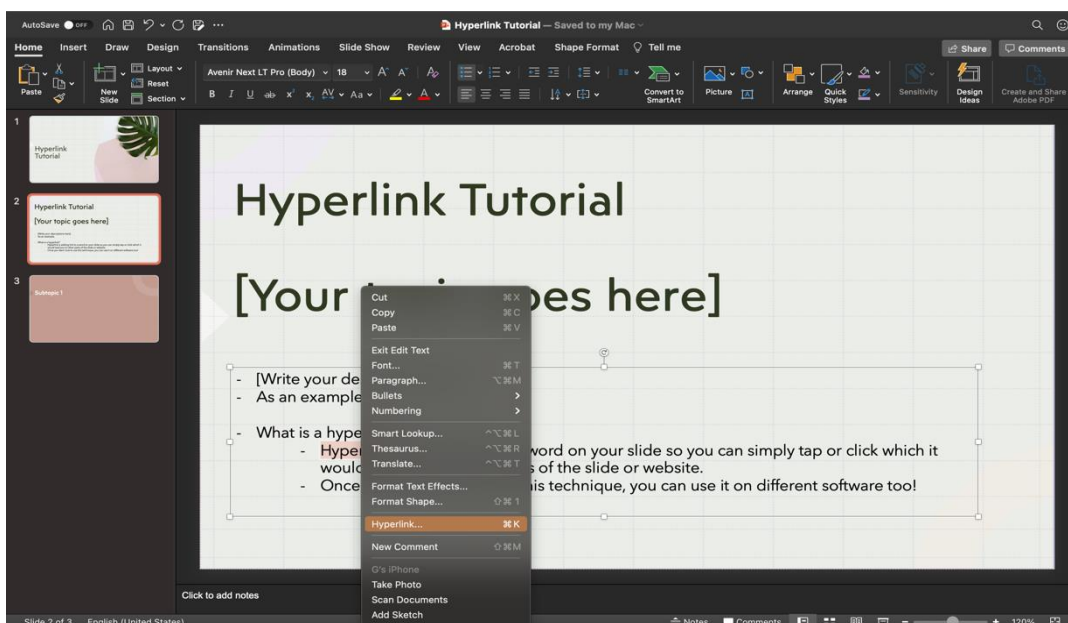 AutoSave OFF
Hyperlink Tutorial — Saved to my Mac
Home Insert Draw Design Transitions Animations Slide Show Review View Acrobat Shape Format Tell me Share Comments
Paste
New Slide
Layout
Reset
Section
Avenir Next LT Pro (Body) 18
Convert to SmartArt
Picture
Arrange
Quick Styles
Sensitivity
Design Ideas
Create and Share Adobe PDF
1
Hyperlink
Tutorial
2
Hyperlink Tutorial
[Your topic goes here]
3
Subtopic 1
Hyperlink Tutorial
[Your goes here]
- [Write your de
- As an example
- What is a hype
- Hyper word on your slide so you can simply tap or click which it
would of the slide or website.
- Once this technique, you can use it on different software too!
Cut ⌘X
Copy ⌘C
Paste ⌘V
Exit Edit Text
Font... ⌘T
Paragraph... ⌥⌘M
Bullets
Numbering
Smart Lookup... ^⌥⌘L
Thesaurus... ^⌥⌘R
Translate... ^⌥⌘T
Format Text Effects...
Format Shape... ⇧⌘1
Hyperlink... ⌘K
New Comment ⇧⌘M
G's iPhone
Take Photo
Scan Documents
Add Sketch
Click to add notes
Slide 2 of 3 English (United States) Notes Comments 120%